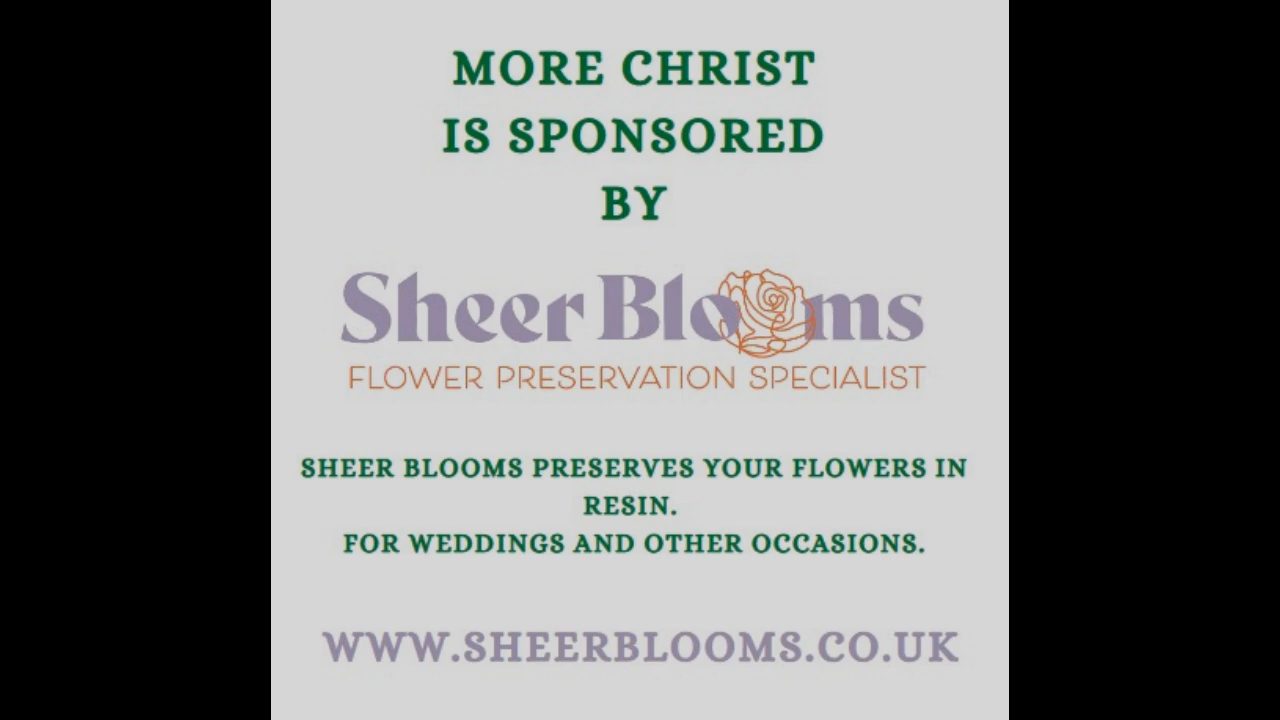 MORE CHRIST
IS SPONSORED
BY
Sheer Blooms
FLOWER PRESERVATION SPECIALIST
SHEER BLOOMS PRESERVES YOUR FLOWERS IN
RESIN.
FOR WEDDINGS AND OTHER OCCASIONS.
WWW.SHEERBLOOMS.CO.UK